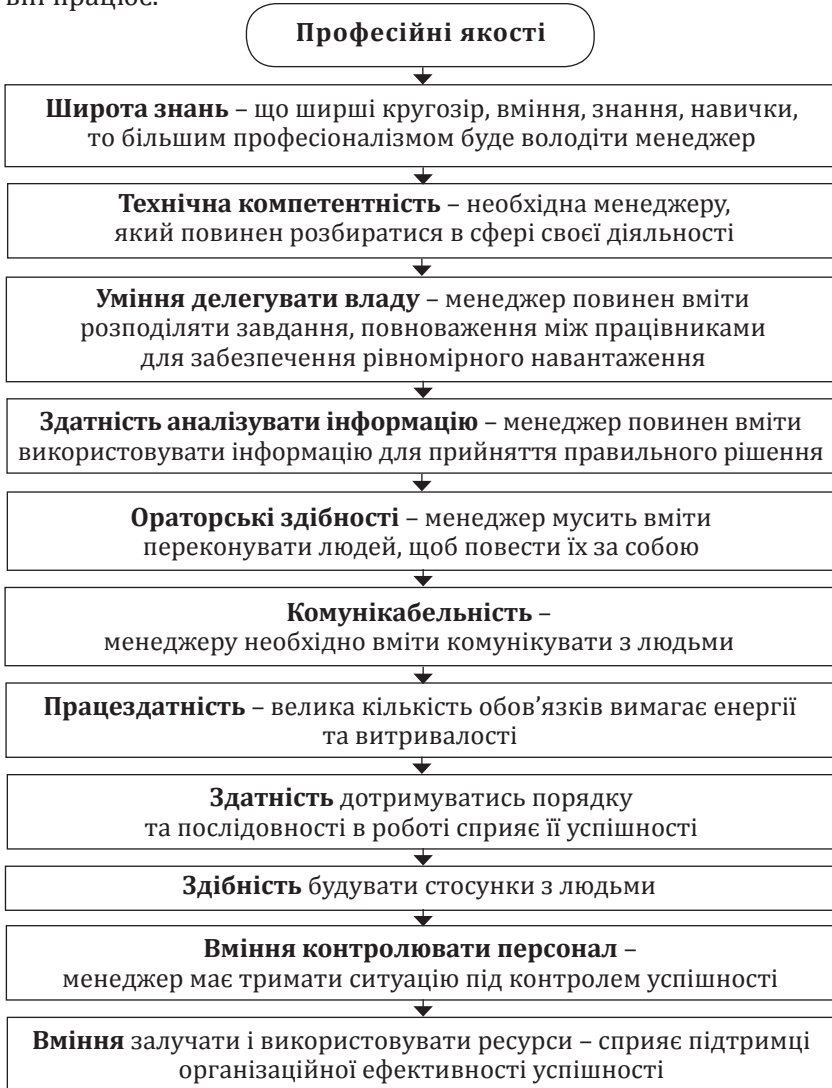 він працює.
Професійні якості
Широта знань – що ширші кругозір, вміння, знання, навички,
то більшим професіоналізмом буде володіти менеджер
Технічна компетентність – необхідна менеджеру,
який повинен розбиратися в сфері своєї діяльності
Уміння делегувати владу – менеджер повинен вміти
розподіляти завдання, повноваження між працівниками
для забезпечення рівномірного навантаження
Здатність аналізувати інформацію – менеджер повинен вміти
використовувати інформацію для прийняття правильного рішення
Ораторські здібності – менеджер мусить вміти
переконувати людей, щоб повести їх за собою
Комунікабельність –
менеджеру необхідно вміти комунікувати з людьми
Працездатність – велика кількість обов’язків вимагає енергії
та витривалості
Здатність дотримуватись порядку
та послідовності в роботі сприяє її успішності
Здібність будувати стосунки з людьми
Вміння контролювати персонал –
менеджер має тримати ситуацію під контролем успішності
Вміння залучати і використовувати ресурси – сприяє підтримці
організаційної ефективності успішності